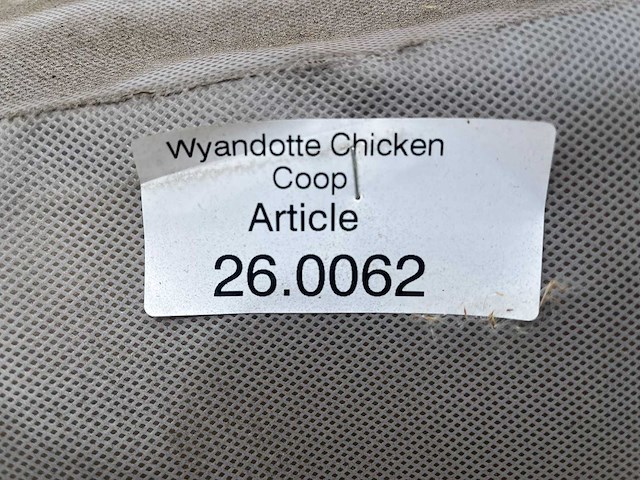 Wyandotte Chicken
Coop
Article
26.0062